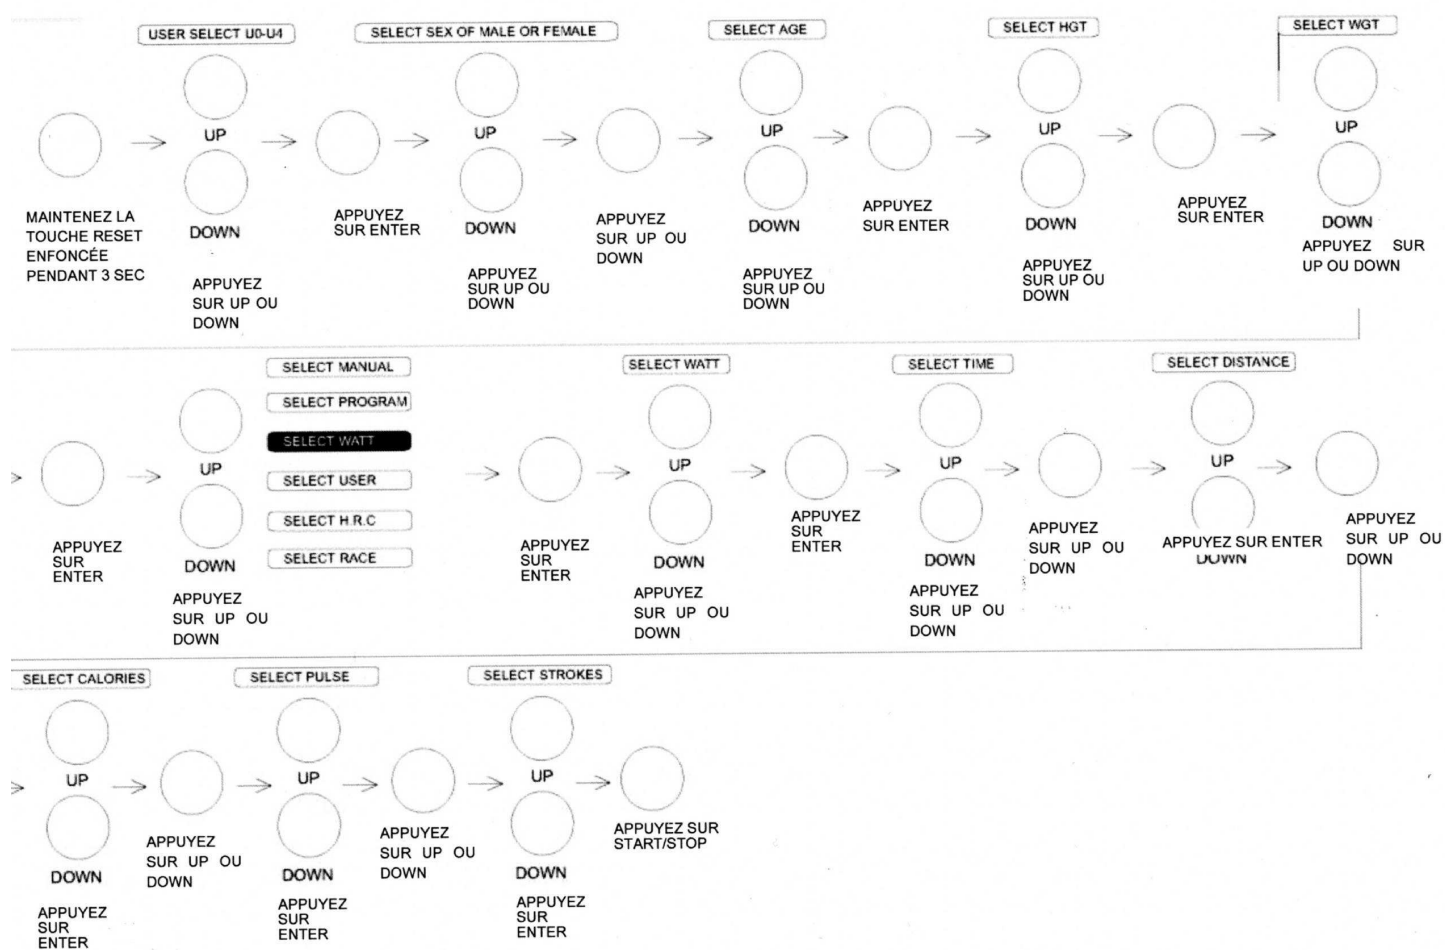 USER SELECT U0-U4
SELECT SEX OF MALE OR FEMALE
SELECT AGE
SELECT HGT
SELECT WGT
UP
UP
UP
UP
UP
DOWN
DOWN
DOWN
DOWN
DOWN
MAINTENEZ LA
TOUCHE RESET
ENFONCÉE
PENDANT 3 SEC
APPUYEZ
SUR UP OU
DOWN
APPUYEZ
SUR ENTER
APPUYEZ
SUR UP OU
DOWN
APPUYEZ
SUR UP OU
DOWN
APPUYEZ
SUR UP OU
DOWN
APPUYEZ
SUR ENTER
APPUYEZ
SUR UP OU
DOWN
APPUYEZ
SUR ENTER
APPUYEZ SUR
UP OU DOWN
APPUYEZ
SUR
ENTER
UP
DOWN
APPUYEZ
SUR UP OU
DOWN
SELECT MANUAL
SELECT PROGRAM
SELECT WATT
SELECT USER
SELECT H.R.C
SELECT RACE
APPUYEZ
SUR
ENTER
SELECT WATT
UP
DOWN
APPUYEZ
SUR UP OU
DOWN
APPUYEZ
SUR
ENTER
SELECT TIME
UP
DOWN
APPUYEZ
SUR UP OU
DOWN
APPUYEZ
SUR UP OU
DOWN
SELECT DISTANCE
UP
APPUYEZ SUR ENTER
DOWN
APPUYEZ
SUR UP OU
DOWN
SELECT CALORIES
UP
DOWN
APPUYEZ
SUR
ENTER
APPUYEZ
SUR UP OU
DOWN
SELECT PULSE
UP
DOWN
APPUYEZ
SUR
ENTER
APPUYEZ
SUR UP OU
DOWN
SELECT STROKES
UP
DOWN
APPUYEZ
SUR
ENTER
APPUYEZ SUR
START/STOP